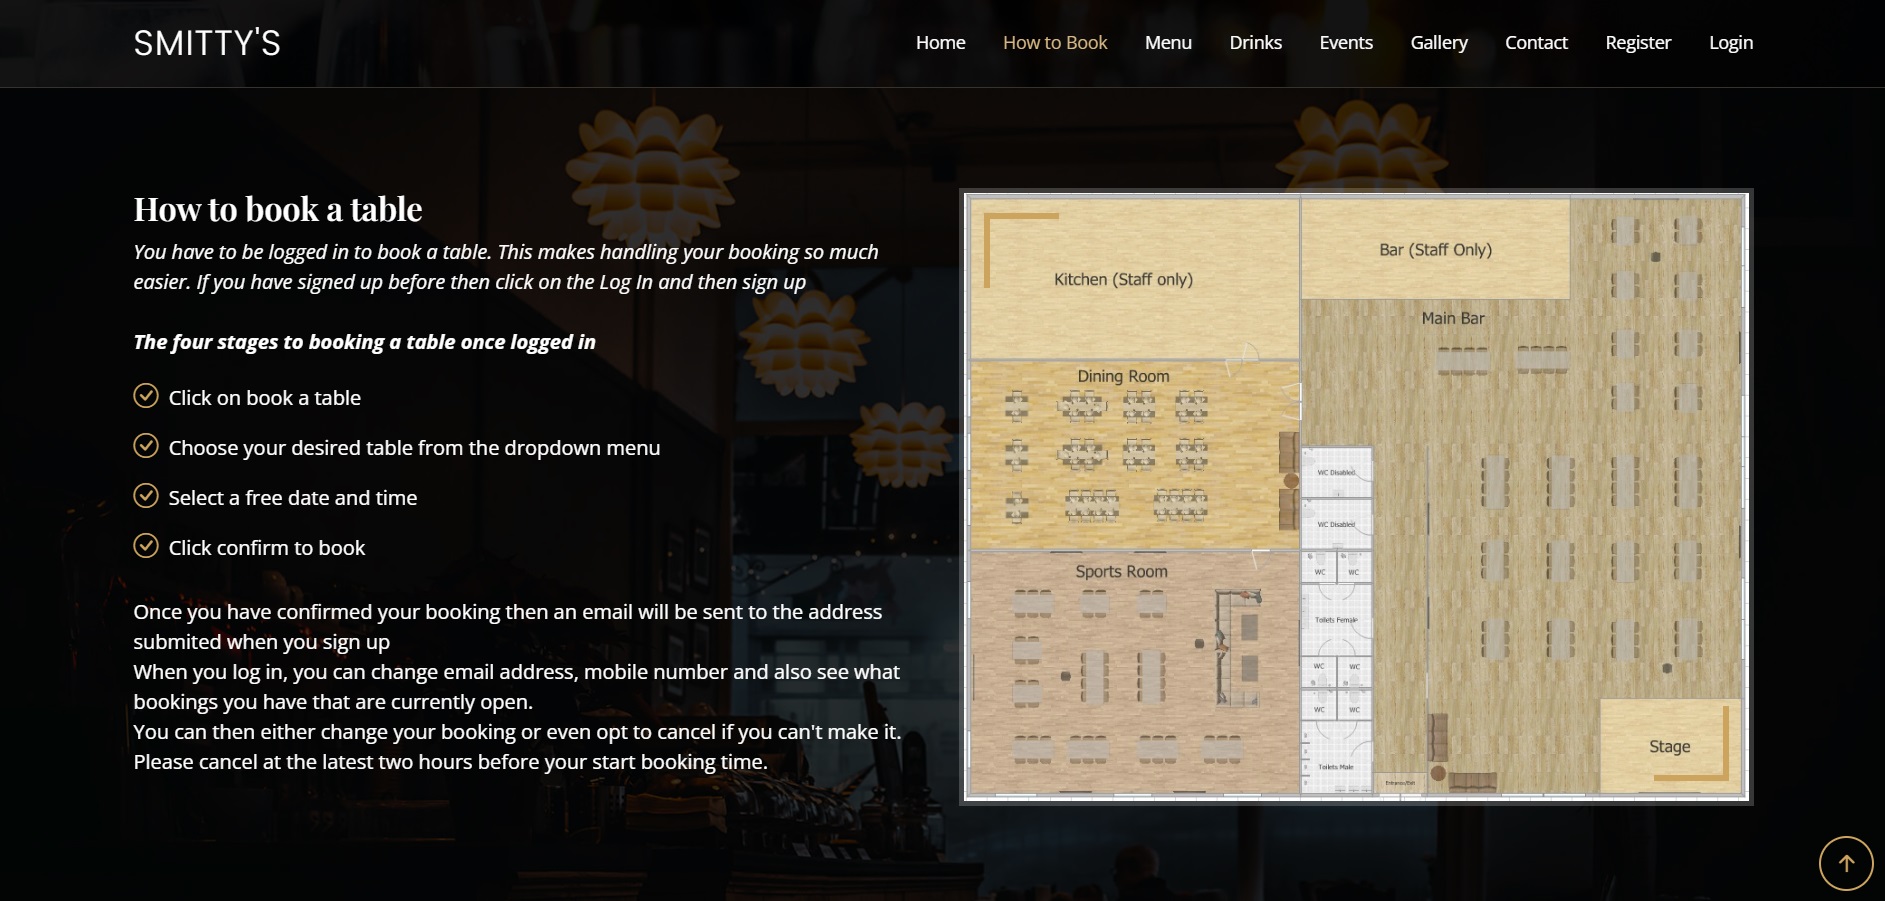 SMITTY'S
Home
How to Book
Menu
Drinks
Events
Gallery
Contact
Register
Login
How to book a table
You have to be logged in to book a table. This makes handling your booking so much
easier. If you have signed up before then click on the Log In and then sign up
The four stages to booking a table once logged in
Click on book a table
Choose your desired table from the dropdown menu
Select a free date and time
Click confirm to book
Once you have confirmed your booking then an email will be sent to the address
submited when you sign up
When you log in, you can change email address, mobile number and also see what
bookings you have that are currently open.
You can then either change your booking or even opt to cancel if you can't make it.
Please cancel at the latest two hours before your start booking time.
Kitchen (Staff only)
Bar (Staff Only)
Main Bar
Dining Room
WC Disabled
WC Disabled
Sports Room
WC
WC
Toilets Female
WC
WC
WC
WC
Toilets Male
Entrance/Exit
Stage